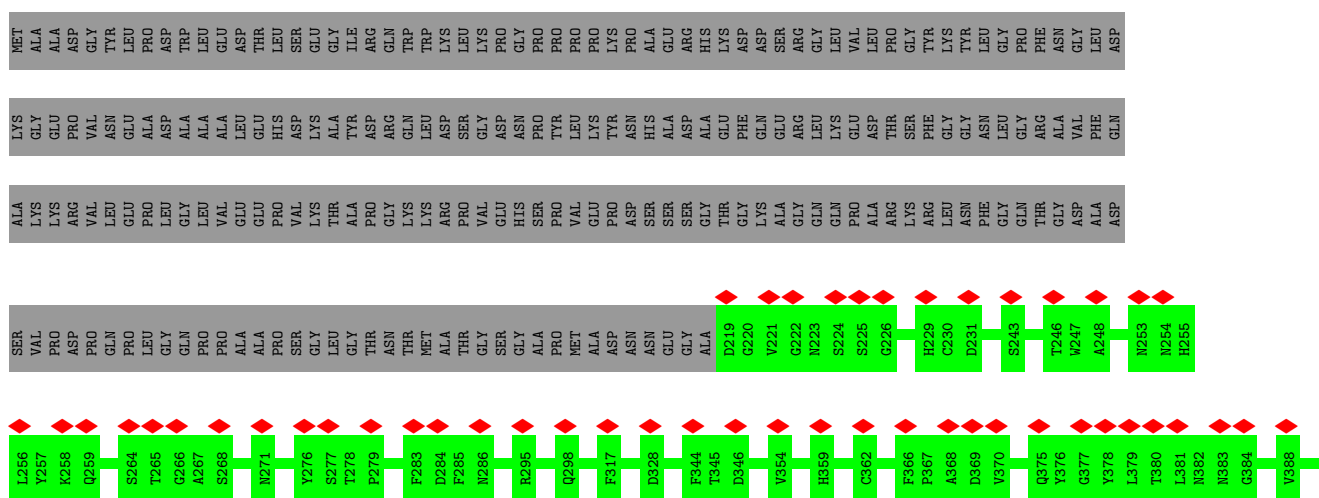 MET ALA ALA ASP GLY TYR LEU PRO ASP TRP LEU GLU ASP THR LEU SER GLU GLY ILE ARG GLN TRP TRP LYS LEU LYS PRO GLY PRO PRO PRO PRO LYS PRO ALA GLU ARG HIS LYS ASP ASP SER ARG GLY LEU VAL LEU PRO GLY TYR LYS TYR LEU GLY PRO PHE ASN GLY LEU ASP
LYS GLY GLU PRO VAL ASN GLU ALA ASP ALA ALA ALA LEU GLU HIS ASP LYS ALA TYR ASP ARG GLN LEU ASP SER GLY ASP ASN PRO TYR LEU LYS TYR ASN HIS ALA ASP ALA GLU PHE GLN GLU ARG LEU LYS GLU ASP THR SER PHE GLY GLY ASN LEU GLY ARG ALA VAL PHE GLN
ALA LYS LYS ARG VAL LEU GLU PRO LEU GLY LEU VAL GLU GLU PRO VAL LYS THR ALA PRO GLY LYS LYS ARG PRO VAL GLU HIS SER PRO VAL GLU PRO ASP SER SER SER GLY THR GLY LYS ALA GLY GLN GLN PRO ALA ARG LYS ARG LEU ASN PHE GLY GLN THR GLY ASP ALA ASP
SER VAL PRO ASP PRO GLN PRO LEU GLY GLN PRO PRO ALA ALA PRO SER GLY LEU GLY THR ASN THR MET ALA THR GLY SER GLY ALA PRO MET ALA ASP ASN ASN GLU GLY ALA D219 G220 V221 G222 N223 S224 S225 G226 H229 C230 D231 S243 T246 W247 A248 N253 N254 H255
L256 Y257 K258 Q259 S264 T265 G266 A267 S268 N271 Y276 S277 T278 P279 F283 D284 F285 N286 R295 Q298 F317 D328 F344 T345 D346 V354 H359 C362 F366 P367 A368 D369 V370 Q375 Y376 G377 Y378 L379 T380 L381 N382 N383 G384 V388